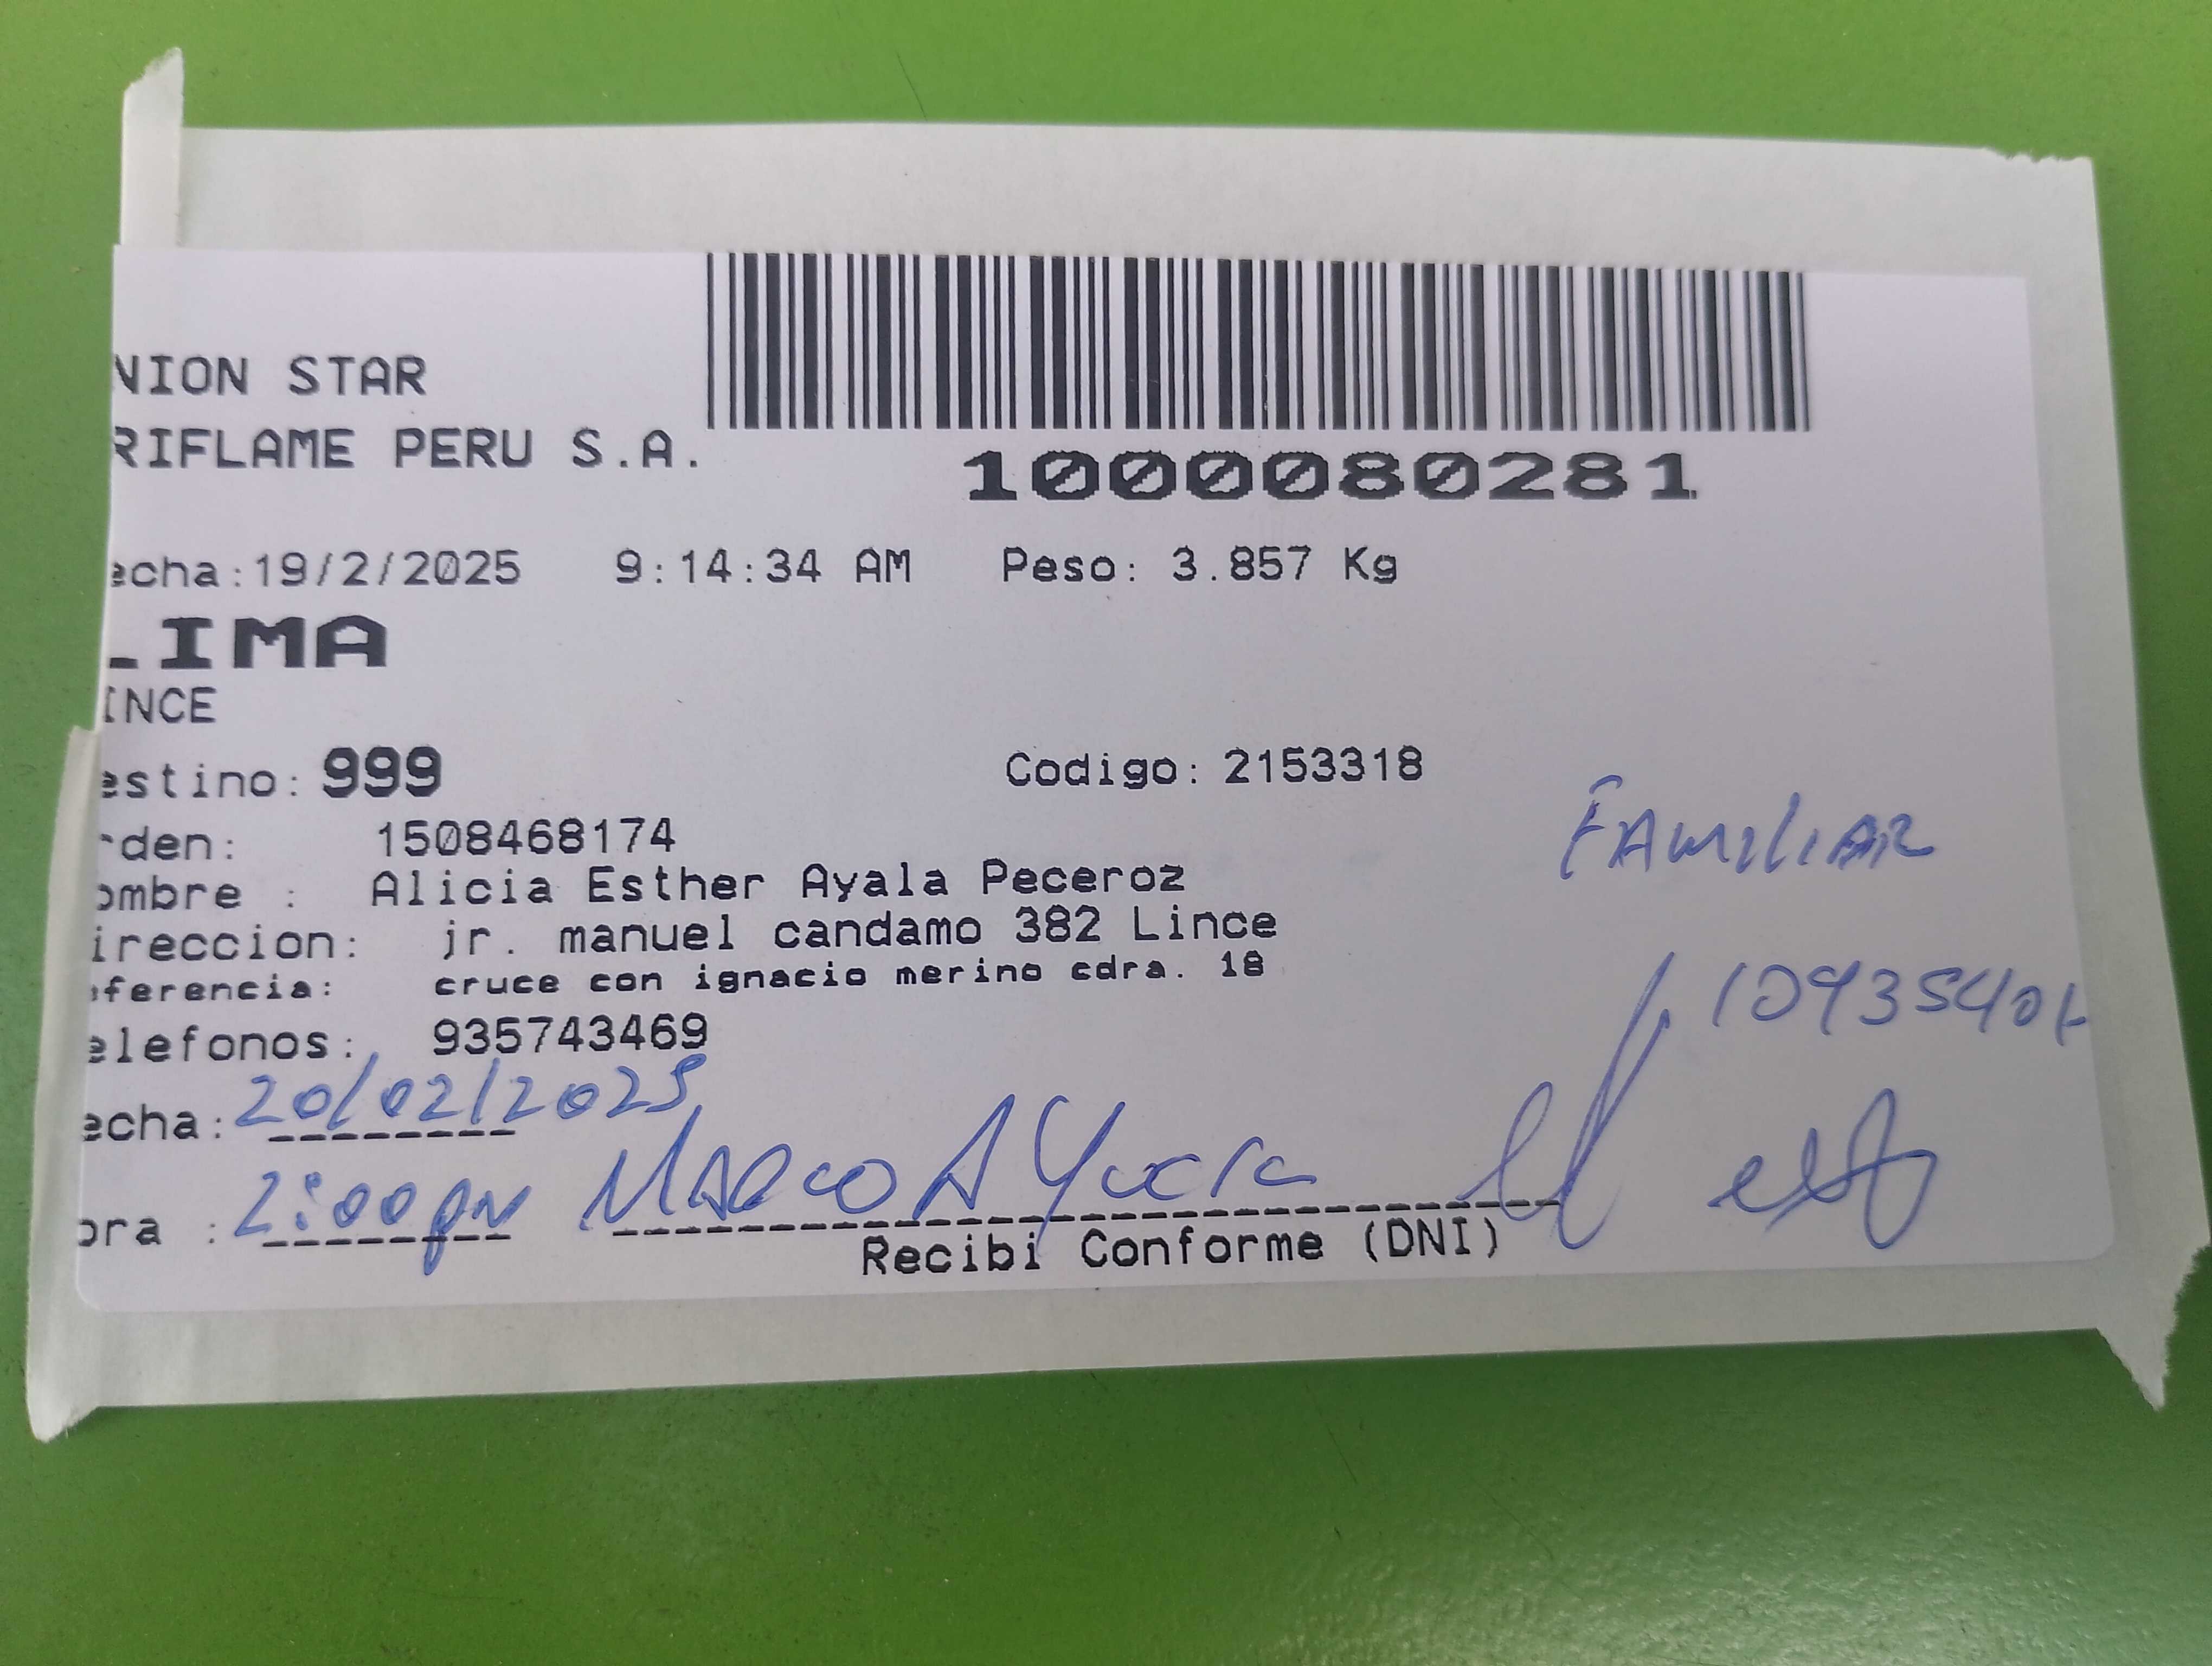 NION STAR
RIFLAME PERU S.A.
1000080281
echa:19/2/2025 9:14:34 AM Peso: 3.857 Kg
LIMA
INCE
estino: 999 Codigo: 2153318
rden: 1508468174
FAMILIAR
ombre : Alicia Esther Ayala Peceroz
ireccion: jr. manuel candamo 382 Lince
eferencia: cruce con ignacio merino cdra. 18
elefonos: 935743469
echa: 20/02/2025
ora : 2:00pm Marco A
Recibi Conforme (DNI)